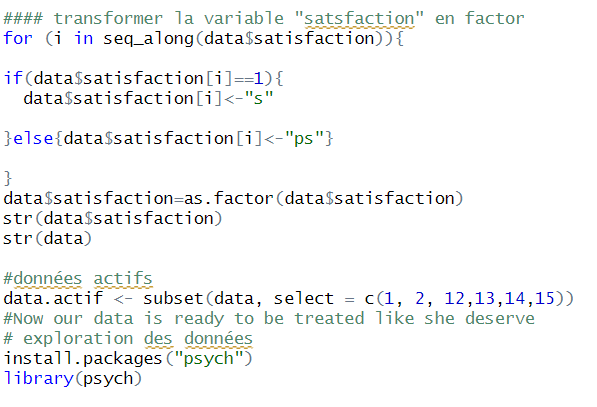 #### transformer la variable "satsfaction" en factor
for (i in seq_along(data$satisfaction)){
if(data$satisfaction[i]==1){
data$satisfaction[i]<-"s"
}else{data$satisfaction[i]<-"ps"}
}
data$satisfaction=as.factor(data$satisfaction)
str(data$satisfaction)
str(data)
#données actifs
data.actif <- subset(data, select = c(1, 2, 12,13,14,15))
#Now our data is ready to be treated like she deserve
# exploration des données
install.packages("psych")
library(psych)